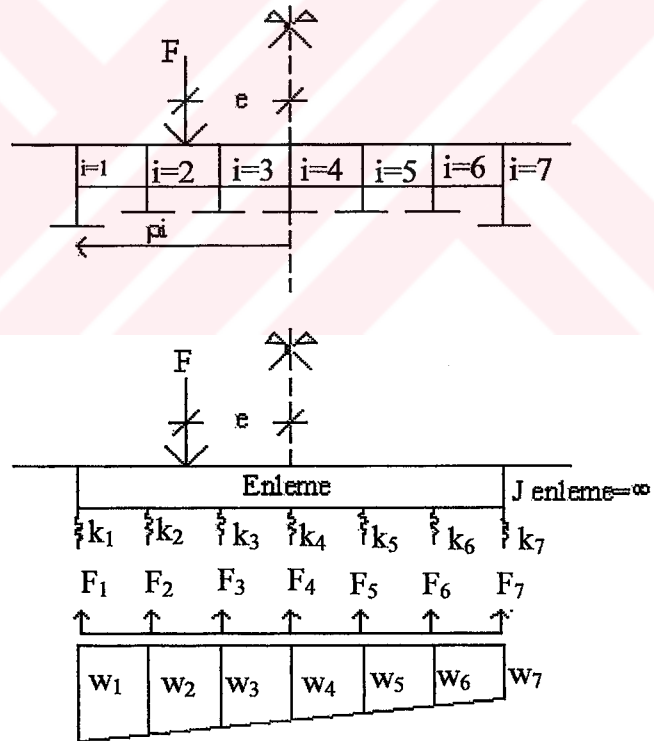 F
e
i=1 i=2 i=3 i=4 i=5 i=6 i=7
pi
F
e
Enleme J enleme=∞
k₁ k₂ k₃ k₄ k₅ k₆ k₇
F₁ F₂ F₃ F₄ F₅ F₆ F₇
w₁ w₂ w₃ w₄ w₅ w₆ w₇